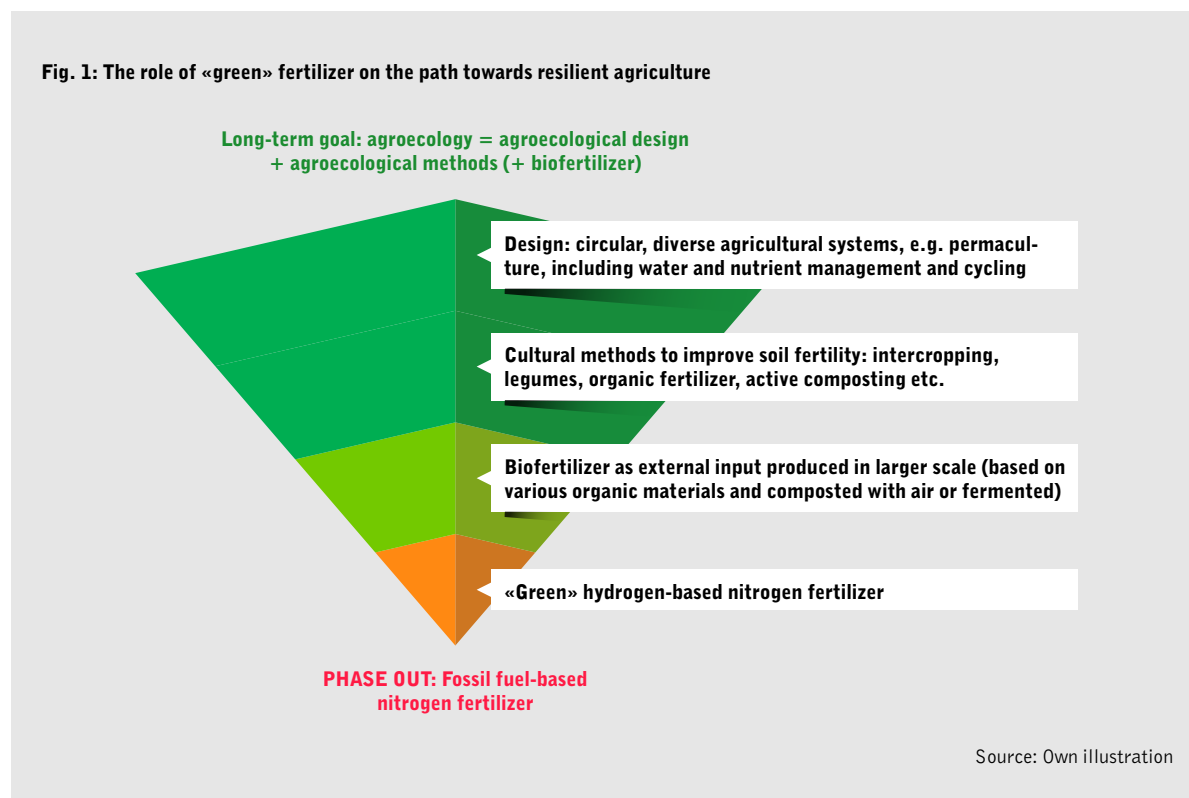 Fig. 1: The role of «green» fertilizer on the path towards resilient agriculture
Long-term goal: agroecology = agroecological design
+ agroecological methods (+ biofertilizer)
Design: circular, diverse agricultural systems, e.g. permacul-
ture, including water and nutrient management and cycling
Cultural methods to improve soil fertility: intercropping,
legumes, organic fertilizer, active composting etc.
Biofertilizer as external input produced in larger scale (based on
various organic materials and composted with air or fermented)
«Green» hydrogen-based nitrogen fertilizer
PHASE OUT: Fossil fuel-based
nitrogen fertilizer
Source: Own illustration